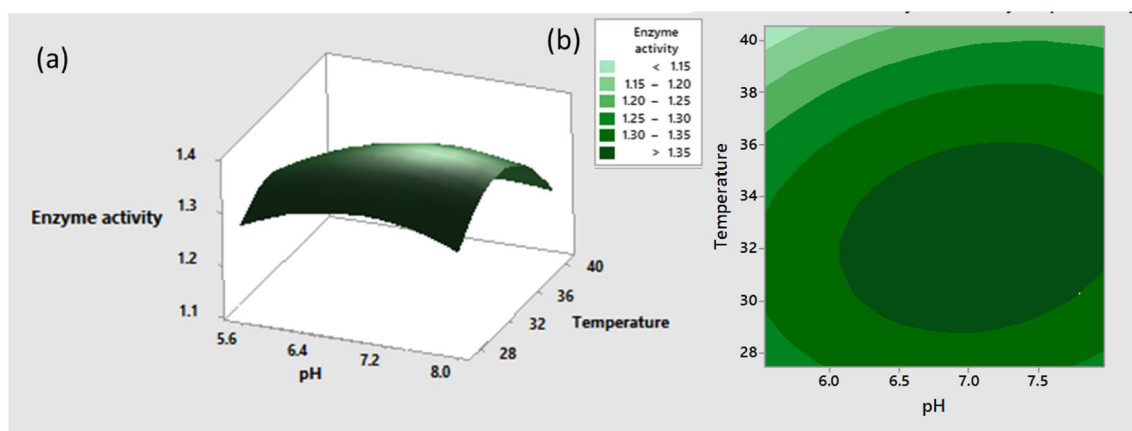 (a)
1.4
1.3
1.2
1.1
Enzyme activity
5.6
6.4
7.2
8.0
pH
28
32
36
40
Temperature
(b)
Enzyme
activity
< 1.15
1.15 – 1.20
1.20 – 1.25
1.25 – 1.30
1.30 – 1.35
> 1.35
40
38
36
34
32
30
28
Temperature
6.0
6.5
7.0
7.5
pH